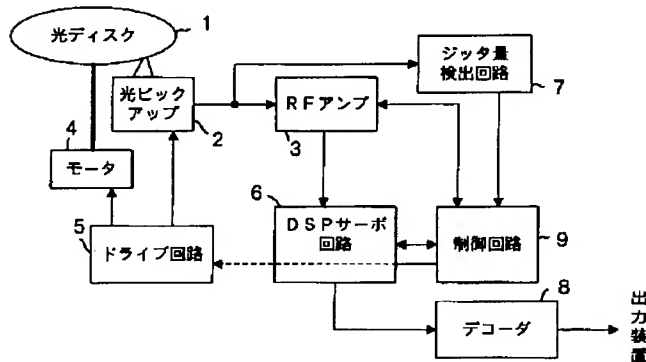 光ディスク
1
光ピック
アップ
2
RFアンプ
3
ジッタ量
検出回路
7
4
モータ
5
ドライブ回路
6
DSPサーボ
回路
制御回路
9
8
デコーダ
出力装置